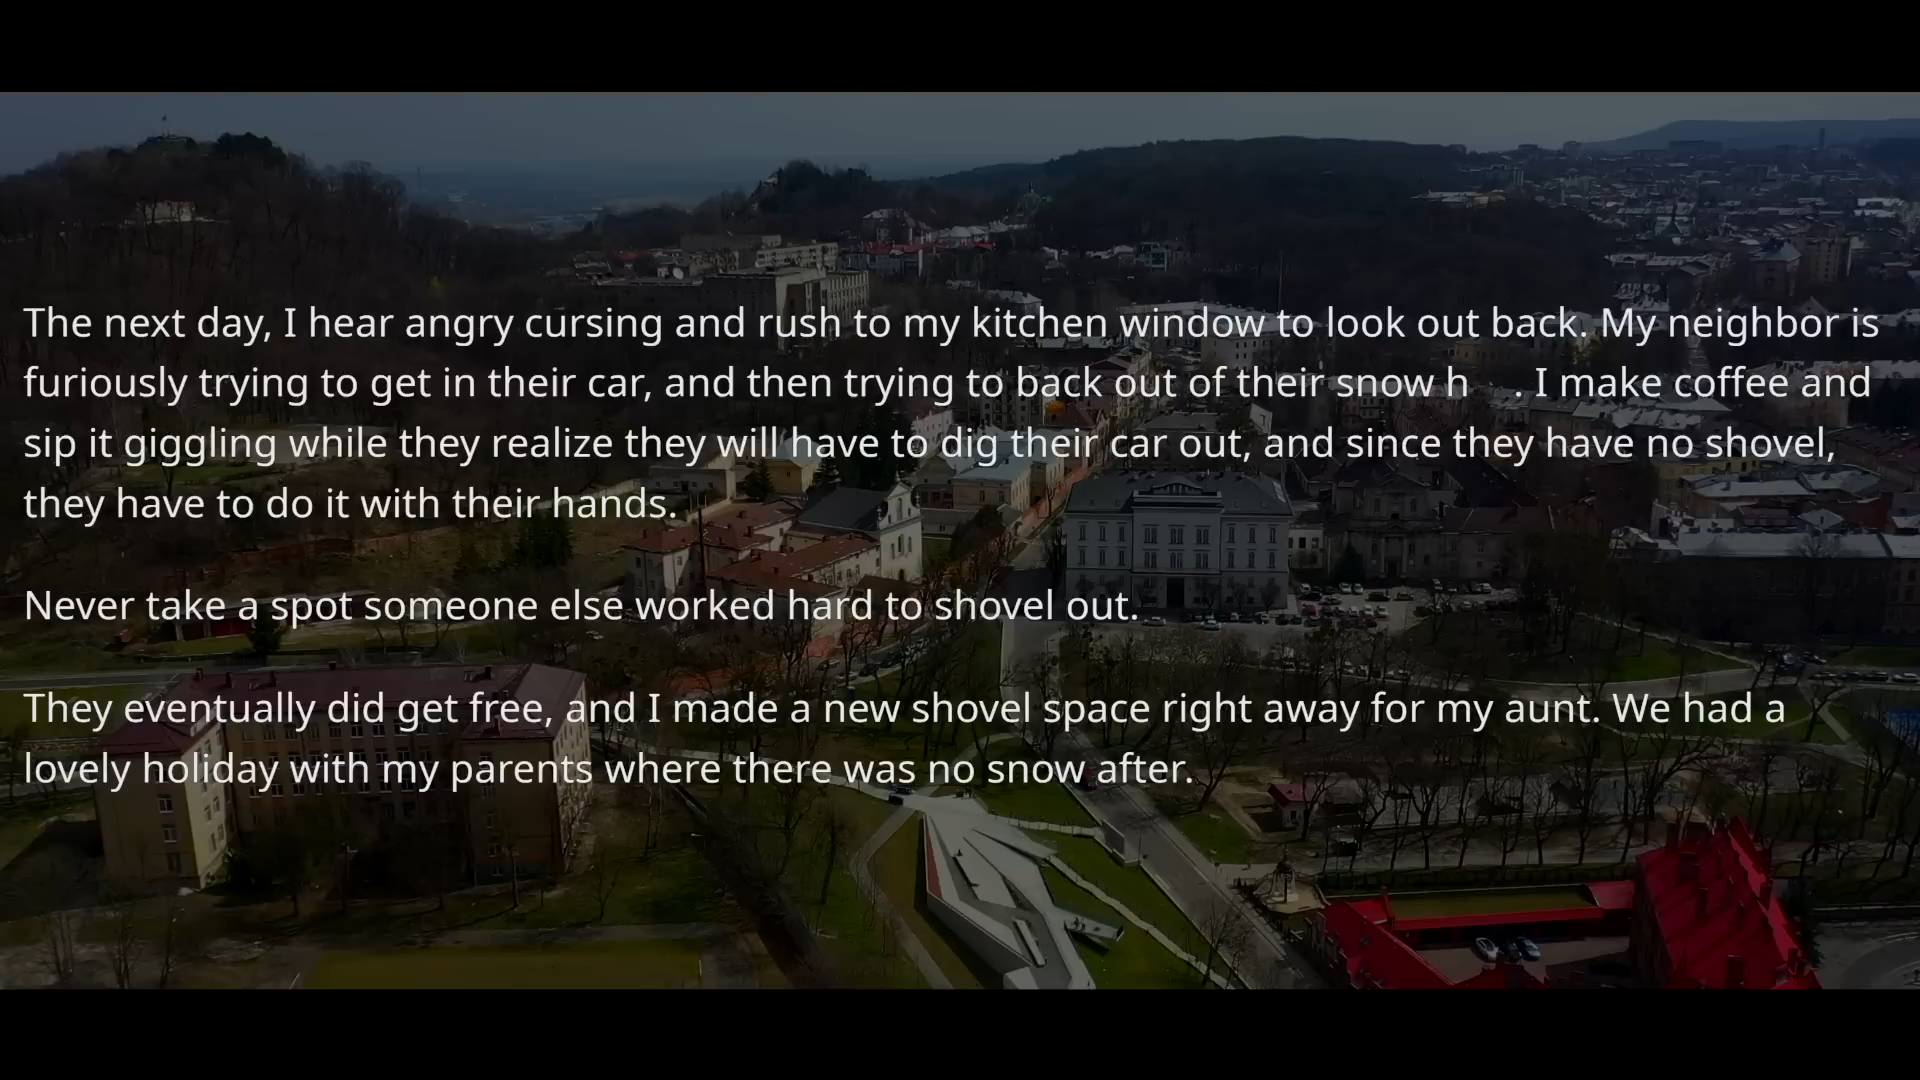 The next day, I hear angry cursing and rush to my kitchen window to look out back. My neighbor is
furiously trying to get in their car, and then trying to back out of their snow h   . I make coffee and
sip it giggling while they realize they will have to dig their car out, and since they have no shovel,
they have to do it with their hands.
Never take a spot someone else worked hard to shovel out.
They eventually did get free, and I made a new shovel space right away for my aunt. We had a
lovely holiday with my parents where there was no snow after.